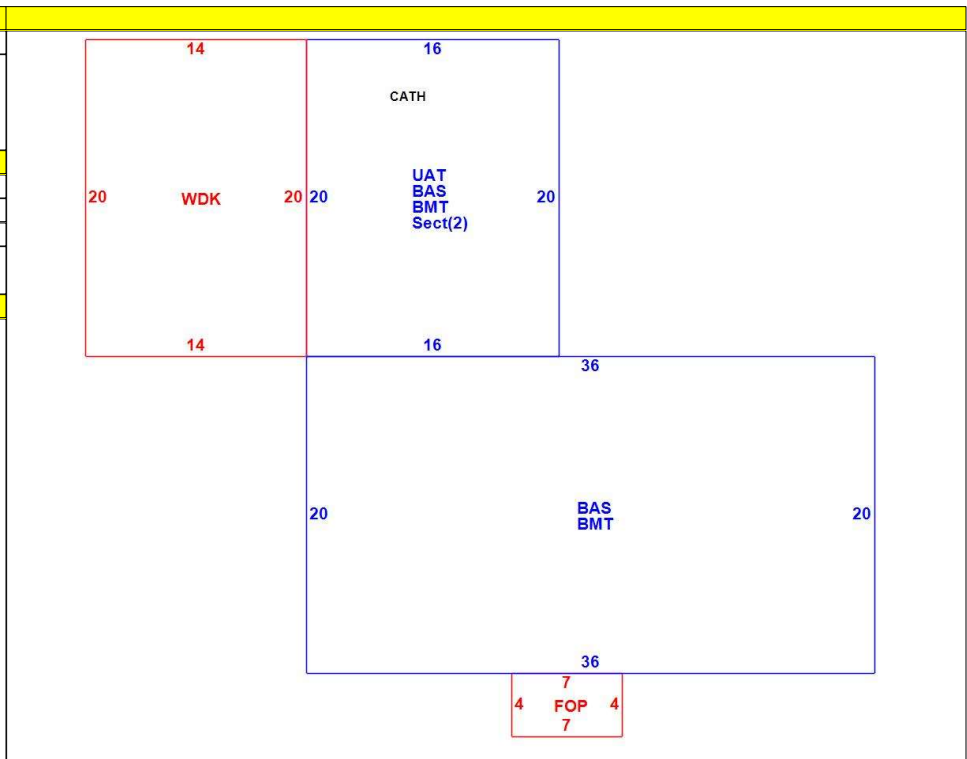 14 16
CATH
UAT
BAS
BMT
Sect(2)
20 WDK 20 20 20
14 16
36
BAS
BMT
20 20
36
7
4 FOP 4
7